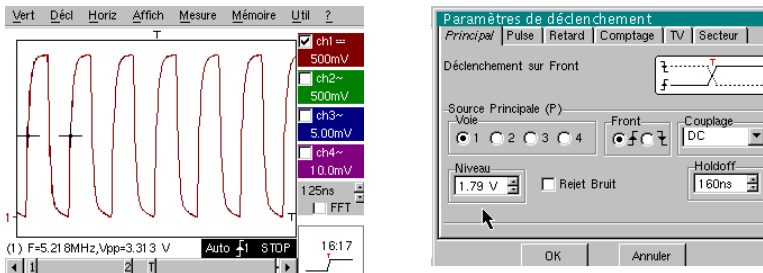 Vert Décl Horiz Affich Mesure Mémoire Util ?
T
ch1
500mV
ch2~
500mV
ch3~
5.00mV
ch4~
10.0mV
125ns
FFT
1
T
(1) F=5.218MHz,Vpp=3.313 V Auto 1 STOP
16:17
1 2 T
T
Paramètres de déclenchement
Principal Pulse Retard Comptage TV Secteur
Déclenchement sur Front
T
Source Principale (P)
Voie Front Couplage
1 2 3 4 DC
Niveau Holdoff
1.79 V Rejet Bruit 160ns
OK Annuler